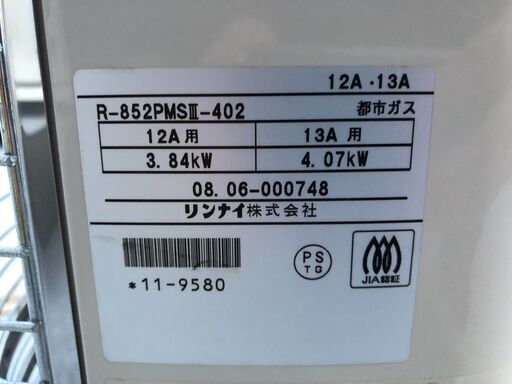 12A・13A
R-852PMSⅢ-402 都市ガス
12A用 13A用
3.84kW 4.07kW
08.06-000748
リンナイ株式会社
PS
TG
*11-9580
JIA認証